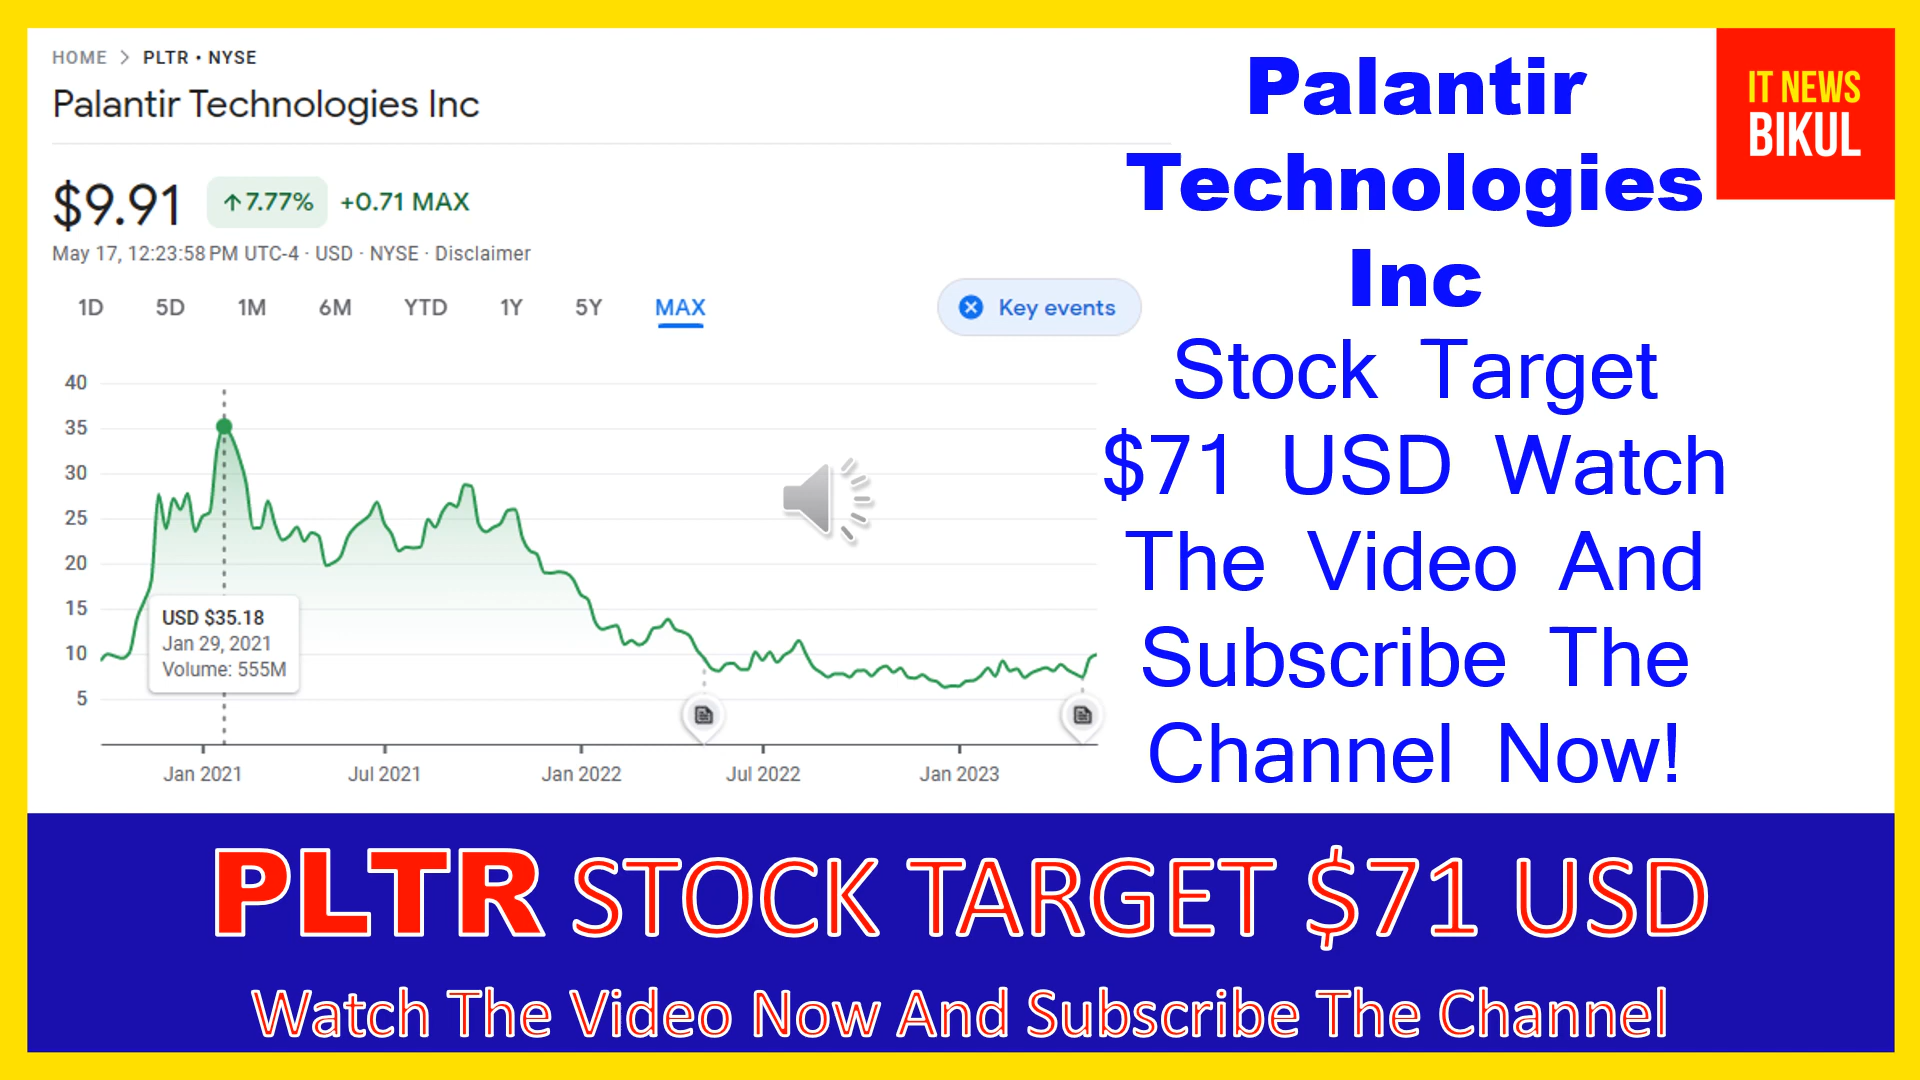 HOME > PLTR • NYSE
Palantir Technologies Inc
$9.91 ↑7.77% +0.71 MAX
May 17, 12:23:58 PM UTC-4 · USD · NYSE · Disclaimer
1D 5D 1M 6M YTD 1Y 5Y MAX
Key events
40
35
30
25
20
15
10
5
USD $35.18
Jan 29, 2021
Volume: 555M
Jan 2021 Jul 2021 Jan 2022 Jul 2022 Jan 2023
Palantir
Technologies
Inc
Stock Target
$71 USD Watch
The Video And
Subscribe The
Channel Now!
IT NEWS
BIKUL
PLTR STOCK TARGET $71 USD
Watch The Video Now And Subscribe The Channel